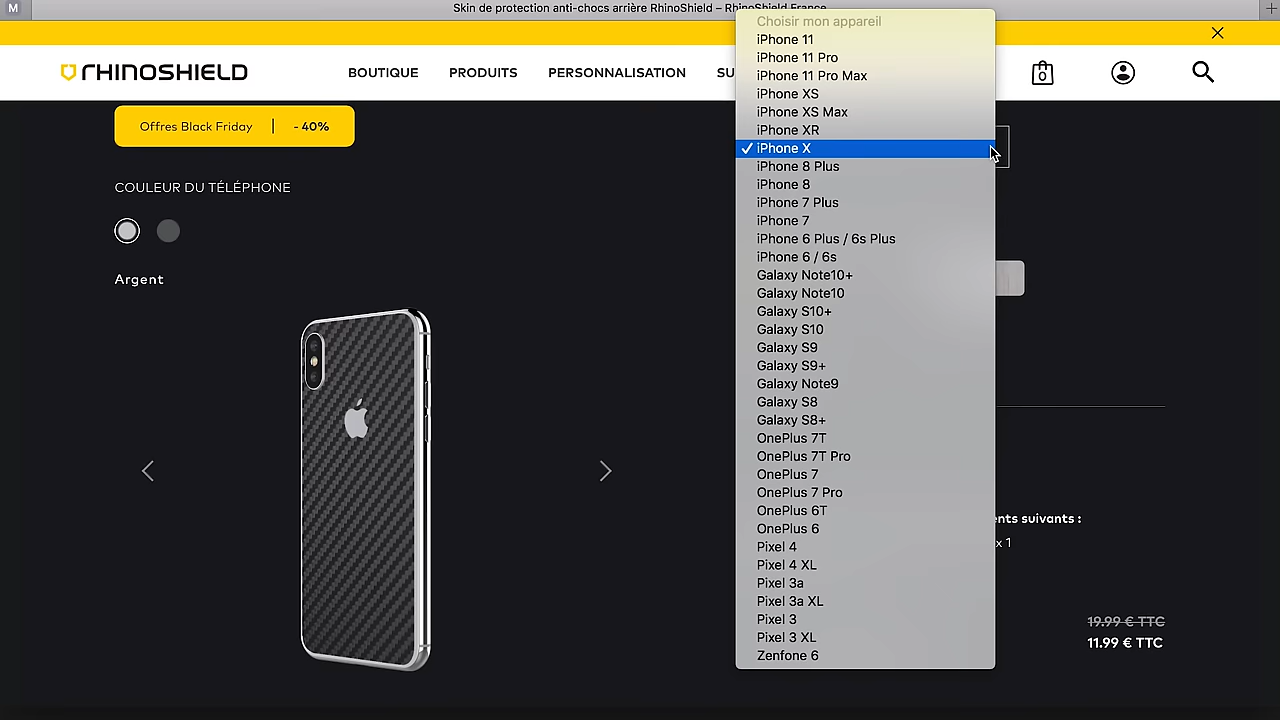 M
Skin de protection anti-chocs arrière RhinoShield – RhinoShield France
RHINOSHIELD
BOUTIQUE
PRODUITS
PERSONNALISATION
SU
0
Offres Black Friday | - 40%
COULEUR DU TÉLÉPHONE
Argent
Choisir mon appareil
iPhone 11
iPhone 11 Pro
iPhone 11 Pro Max
iPhone XS
iPhone XS Max
iPhone XR
✓ iPhone X
iPhone 8 Plus
iPhone 8
iPhone 7 Plus
iPhone 7
iPhone 6 Plus / 6s Plus
iPhone 6 / 6s
Galaxy Note10+
Galaxy Note10
Galaxy S10+
Galaxy S10
Galaxy S9
Galaxy S9+
Galaxy Note9
Galaxy S8
Galaxy S8+
OnePlus 7T
OnePlus 7T Pro
OnePlus 7
OnePlus 7 Pro
OnePlus 6T
OnePlus 6
Pixel 4
Pixel 4 XL
Pixel 3a
Pixel 3a XL
Pixel 3
Pixel 3 XL
Zenfone 6
ents suivants :
x 1
19.99 € TTC
11.99 € TTC